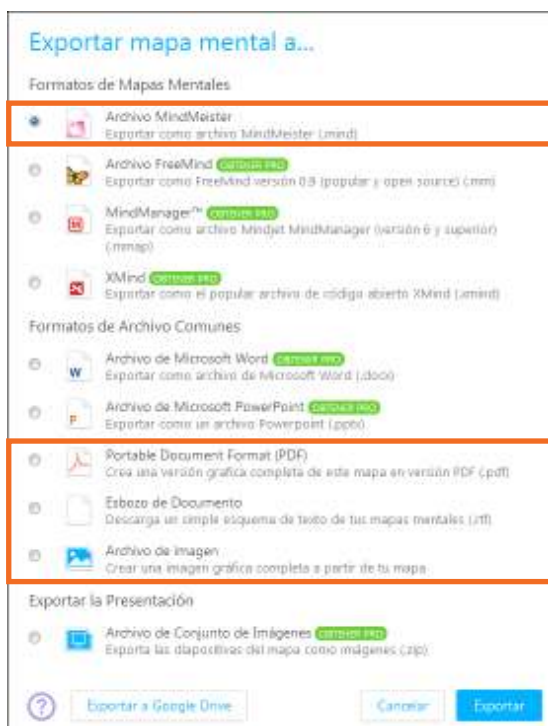 Exportar mapa mental a...
Formatos de Mapas Mentales
Archivo MindMeister
Exportar como archivo MindMeister (.mind)
Archivo FreeMind OBTENER PRO
Exportar como FreeMind versión 0.9 (popular y open source) (.mm)
MindManager™ OBTENER PRO
Exportar como archivo Mindjet MindManager (versión 6 y superior)
(.mmap)
XMind OBTENER PRO
Exportar como el popular archivo de código abierto XMind (.xmind)
Formatos de Archivo Comunes
Archivo de Microsoft Word OBTENER PRO
W
Exportar como archivo de Microsoft Word (.docx)
Archivo de Microsoft PowerPoint OBTENER PRO
P
Exportar como un archivo Powerpoint (.pptx)
Portable Document Format (PDF)
Crea una versión grafica completa de este mapa en versión PDF (.pdf)
Esbozo de Documento
Descarga un simple esquema de texto de tus mapas mentales (.rtf)
Archivo de imagen
Crear una imagen gráfica completa a partir de tu mapa
Exportar la Presentación
Archivo de Conjunto de Imágenes OBTENER PRO
Exporta las diapositivas del mapa como imágenes (.zip)
? Exportar a Google Drive Cancelar Exportar